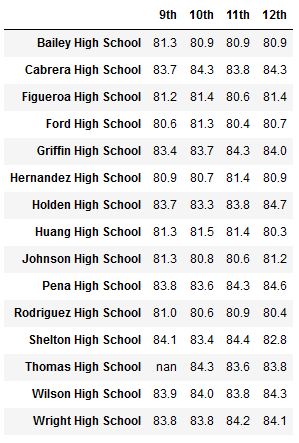 9th 10th 11th 12th
Bailey High School 81.3 80.9 80.9 80.9
Cabrera High School 83.7 84.3 83.8 84.3
Figueroa High School 81.2 81.4 80.6 81.4
Ford High School 80.6 81.3 80.4 80.7
Griffin High School 83.4 83.7 84.3 84.0
Hernandez High School 80.9 80.7 81.4 80.9
Holden High School 83.7 83.3 83.8 84.7
Huang High School 81.3 81.5 81.4 80.3
Johnson High School 81.3 80.8 80.6 81.2
Pena High School 83.8 83.6 84.3 84.6
Rodriguez High School 81.0 80.6 80.9 80.4
Shelton High School 84.1 83.4 84.4 82.8
Thomas High School nan 84.3 83.6 83.8
Wilson High School 83.9 84.0 83.8 84.3
Wright High School 83.8 83.8 84.2 84.1